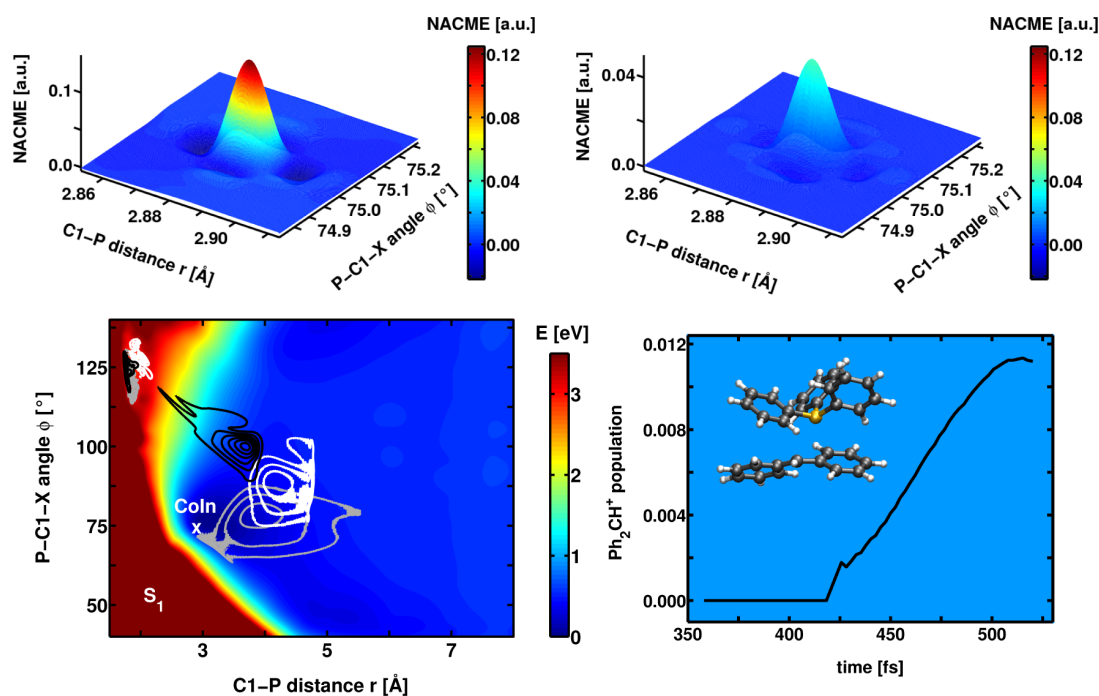 NACME [a.u.]
NACME [a.u.]
0.1
0.0
2.86
2.88
2.90
C1–P distance r [Å]
74.9
75.0
75.1
75.2
P–C1–X angle ϕ [°]
NACME [a.u.]
0.12
0.08
0.04
0.00
NACME [a.u.]
0.04
0.0
2.86
2.88
2.90
C1–P distance r [Å]
74.9
75.0
75.1
75.2
P–C1–X angle ϕ [°]
0.12
0.08
0.04
0.00
P–C1–X angle ϕ [°]
125
100
75
50
CoIn
x
S1
3
5
7
C1–P distance r [Å]
E [eV]
3
2
1
0
Ph2CH+ population
0.012
0.008
0.004
0.000
350
400
450
500
time [fs]